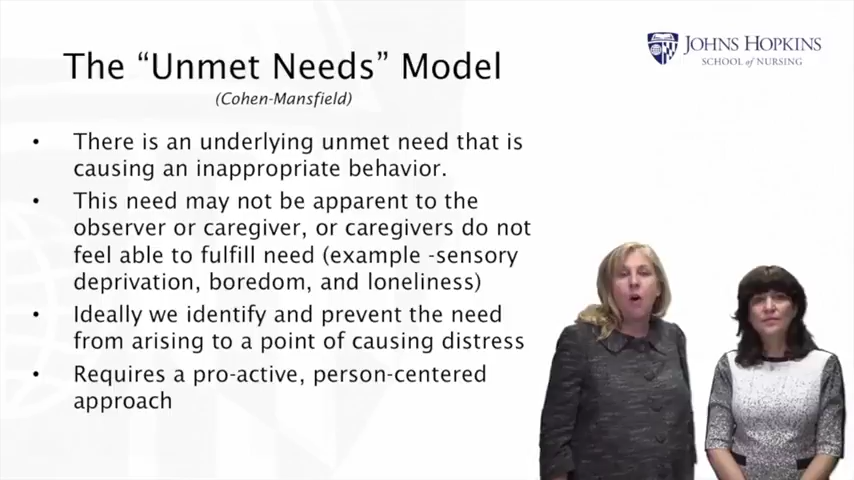 The “Unmet Needs” Model
(Cohen-Mansfield)
JOHNS HOPKINS
SCHOOL of NURSING
• There is an underlying unmet need that is
causing an inappropriate behavior.
• This need may not be apparent to the
observer or caregiver, or caregivers do not
feel able to fulfill need (example -sensory
deprivation, boredom, and loneliness)
• Ideally we identify and prevent the need
from arising to a point of causing distress
• Requires a pro-active, person-centered
approach